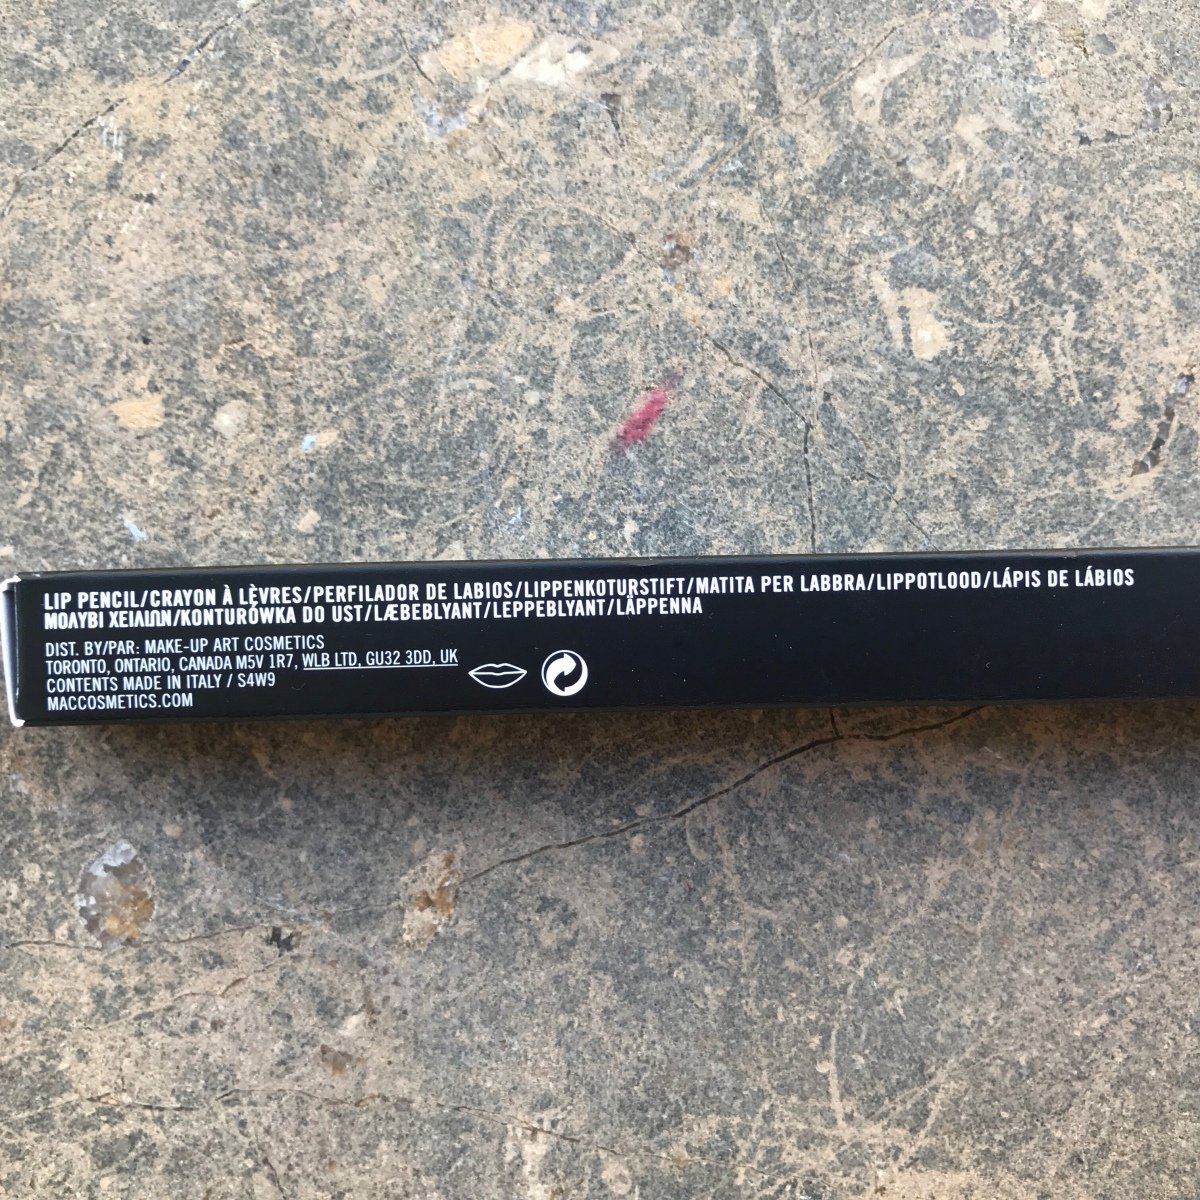 LIP PENCIL/CRAYON À LÈVRES/PERFILADOR DE LABIOS/LIPPENKOTURSTIFT/MATITA PER LABBRA/LIPPOTLOOD/LÁPIS DE LÁBIOS
ΜΟΛΥΒΙ ΧΕΙΛΙΩΝ/KONTURÓWKA DO UST/LÆBEBLYANT/LEPPEBLYANT/LÄPPENNA
DIST. BY/PAR: MAKE-UP ART COSMETICS
TORONTO, ONTARIO, CANADA M5V 1R7, WLB LTD, GU32 3DD, UK
CONTENTS MADE IN ITALY / S4W9
MACCOSMETICS.COM